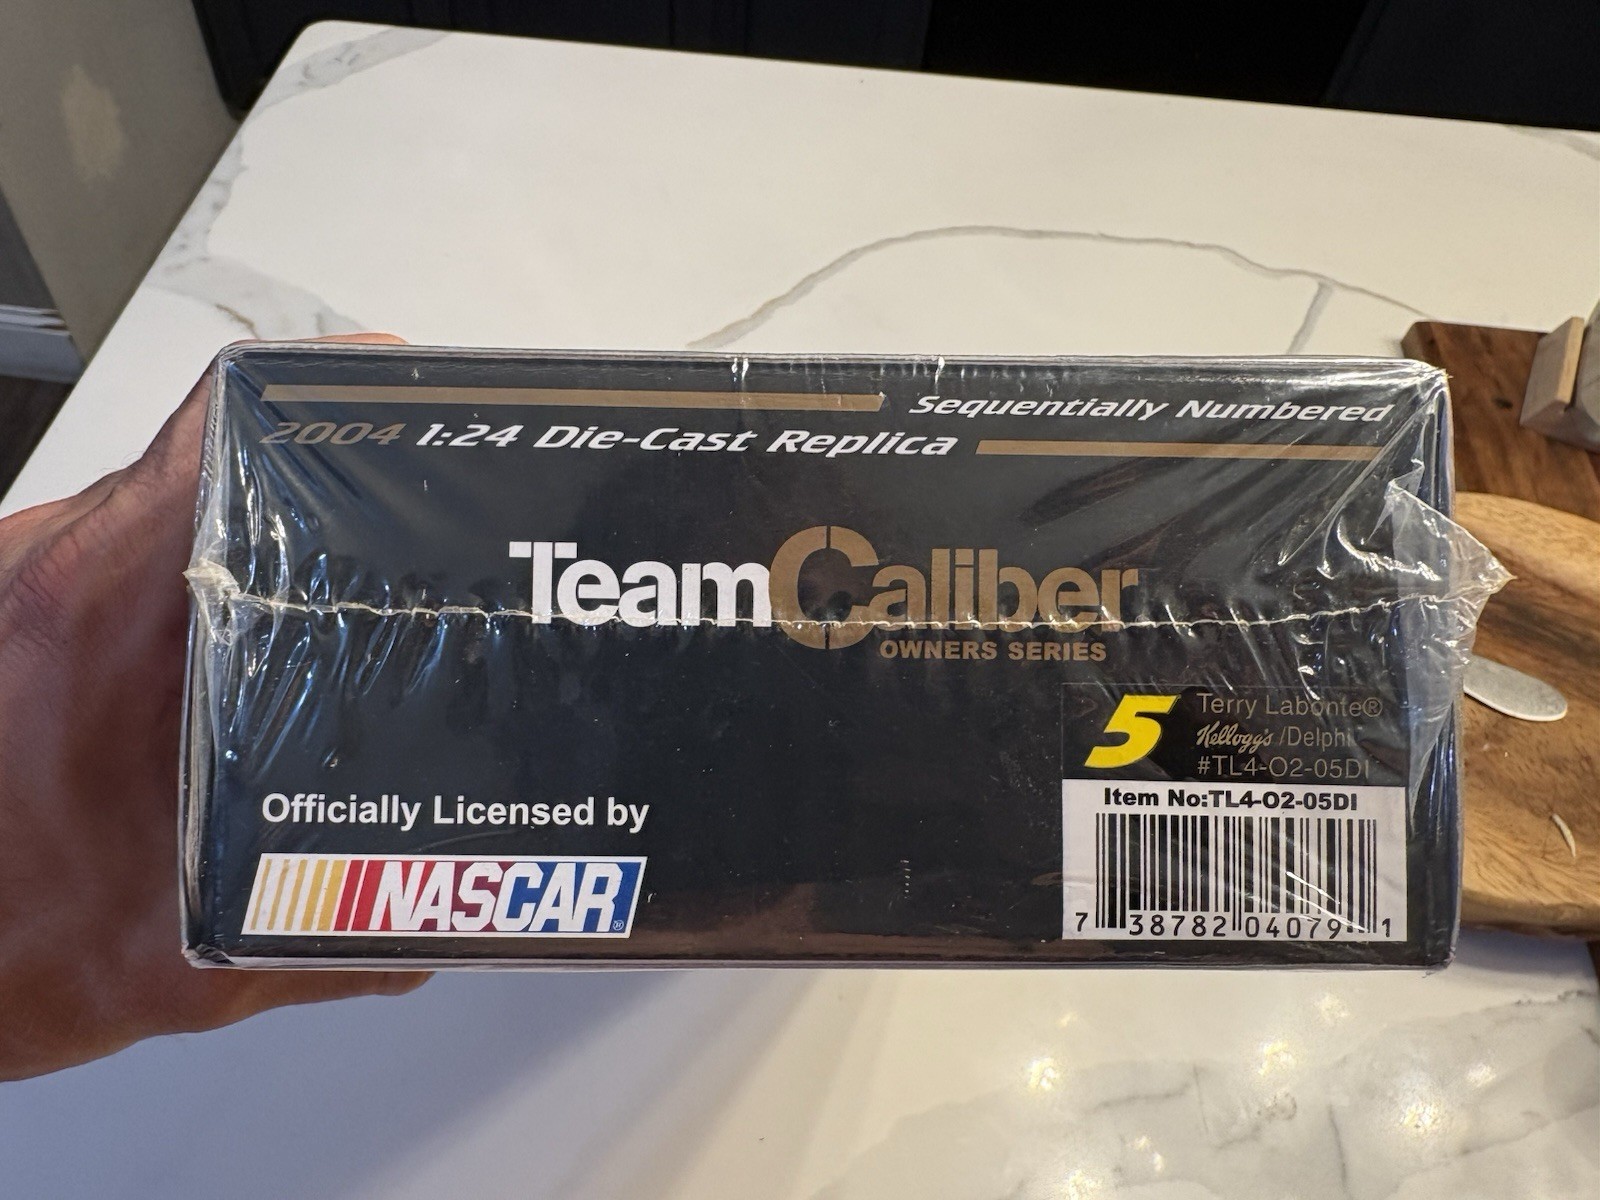 Sequentially Numbered
2004 1:24 Die-Cast Replica
TeamCaliber
OWNERS SERIES
5
Terry Labonte®
Kellogg's /Delphi
#TL4-O2-05DI
Item No:TL4-O2-05DI
7 38782 04079 1
Officially Licensed by
NASCAR®